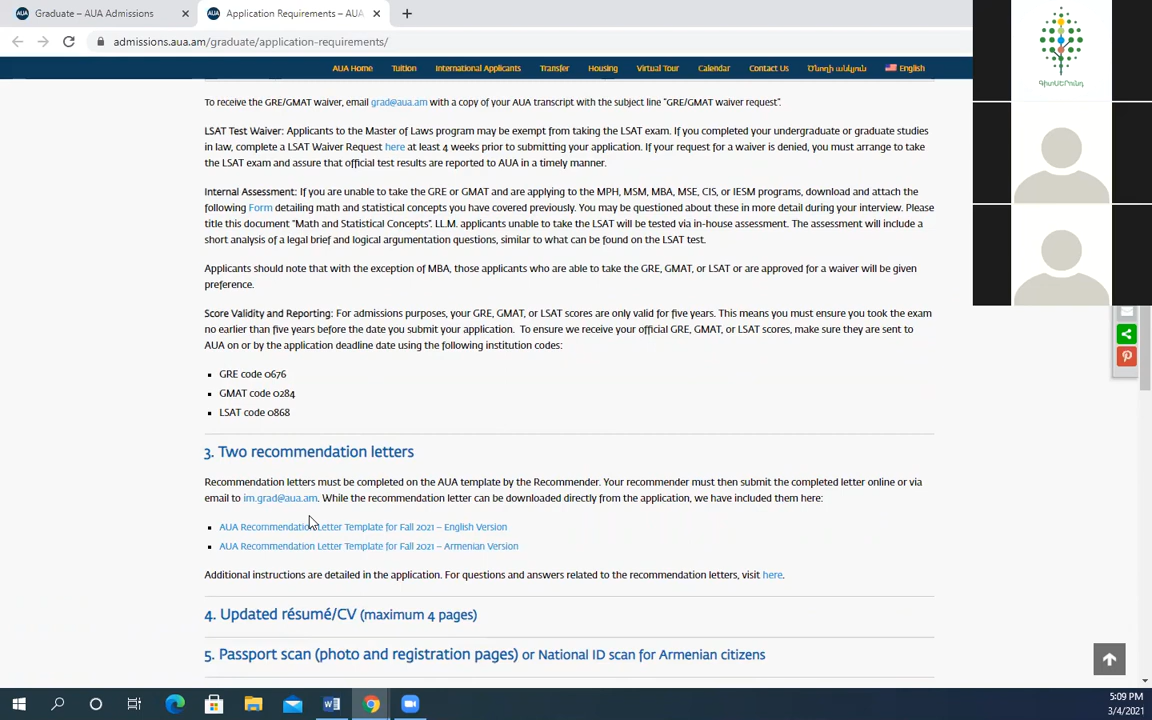 Graduate – AUA Admissions
Application Requirements – AUA
admissions.aua.am/graduate/application-requirements/
AUA Home Tuition International Applicants Transfer Housing Virtual Tour Calendar Contact Us Ծնողի անկյուն English
To receive the GRE/GMAT waiver, email grad@aua.am with a copy of your AUA transcript with the subject line "GRE/GMAT waiver request".
LSAT Test Waiver: Applicants to the Master of Laws program may be exempt from taking the LSAT exam. If you completed your undergraduate or graduate studies
in law, complete a LSAT Waiver Request here at least 4 weeks prior to submitting your application. If your request for a waiver is denied, you must arrange to take
the LSAT exam and assure that official test results are reported to AUA in a timely manner.
Internal Assessment: If you are unable to take the GRE or GMAT and are applying to the MPH, MSM, MBA, MSE, CIS, or IESM programs, download and attach the
following Form detailing math and statistical concepts you have covered previously. You may be questioned about these in more detail during your interview. Please
title this document "Math and Statistical Concepts". LL.M. applicants unable to take the LSAT will be tested via in-house assessment. The assessment will include a
short analysis of a legal brief and logical argumentation questions, similar to what can be found on the LSAT test.
Applicants should note that with the exception of MBA, those applicants who are able to take the GRE, GMAT, or LSAT or are approved for a waiver will be given
preference.
Score Validity and Reporting: For admissions purposes, your GRE, GMAT, or LSAT scores are only valid for five years. This means you must ensure you took the exam
no earlier than five years before the date you submit your application. To ensure we receive your official GRE, GMAT, or LSAT scores, make sure they are sent to
AUA on or by the application deadline date using the following institution codes:
GRE code 0676
GMAT code 0284
LSAT code 0868
3. Two recommendation letters
Recommendation letters must be completed on the AUA template by the Recommender. Your recommender must then submit the completed letter online or via
email to im.grad@aua.am. While the recommendation letter can be downloaded directly from the application, we have included them here:
AUA Recommendation Letter Template for Fall 2021 – English Version
AUA Recommendation Letter Template for Fall 2021 – Armenian Version
Additional instructions are detailed in the application. For questions and answers related to the recommendation letters, visit here.
4. Updated résumé/CV (maximum 4 pages)
5. Passport scan (photo and registration pages) or National ID scan for Armenian citizens
ԳիտՍԵՐունդ
5:09 PM
3/4/2021